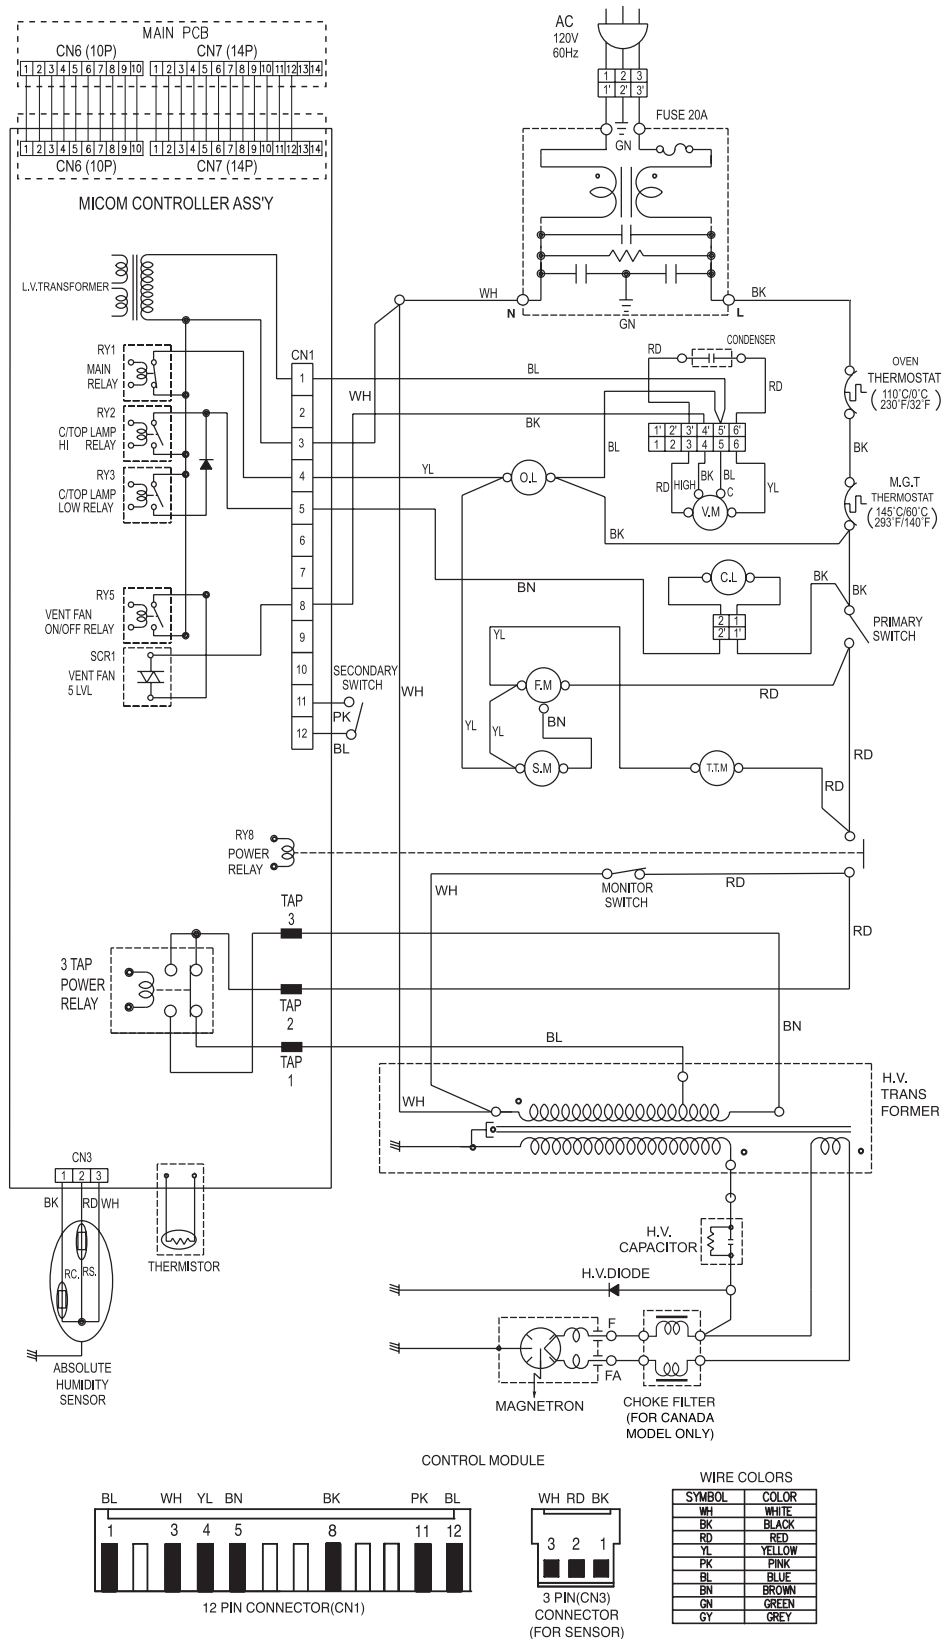 MAIN PCB
CN6 (10P) CN7 (14P)
1 2 3 4 5 6 7 8 9 10 1 2 3 4 5 6 7 8 9 10 11 12 13 14
1 2 3 4 5 6 7 8 9 10 1 2 3 4 5 6 7 8 9 10 11 12 13 14
CN6 (10P) CN7 (14P)
MICOM CONTROLLER ASS'Y
AC
120V
60Hz
1 2 3
1' 2' 3'
FUSE 20A
GN
GN
N
L
WH
BK
L.V.TRANSFORMER
RY1
MAIN
RELAY
RY2
C/TOP LAMP
HI RELAY
RY3
C/TOP LAMP
LOW RELAY
RY5
VENT FAN
ON/OFF RELAY
SCR1
VENT FAN
5 LVL
CN1
1
2
3
4
5
6
7
8
9
10
11
12
WH
BL
BK
YL
BN
SECONDARY
SWITCH
PK
BL
WH
RD
CONDENSER
RD
1' 2' 3' 4' 5' 6'
1 2 3 4 5 6
BL
RD
HIGH
BK
BL
C
YL
V.M
O.L
BK
OVEN
THERMOSTAT
(110°C/0°C
230°F/32°F)
BK
M.G.T
THERMOSTAT
(145°C/60°C
293°F/140°F)
BK
BK
C.L
2 1
2' 1'
PRIMARY
SWITCH
YL
F.M
RD
BN
YL
YL
S.M
T.T.M
RD
RD
RY8
POWER
RELAY
WH
MONITOR
SWITCH
RD
RD
TAP
3
3 TAP
POWER
RELAY
TAP
2
BL
BN
TAP
1
H.V.
TRANS
FORMER
WH
CN3
1 2 3
BK RD WH
RC. RS.
THERMISTOR
ABSOLUTE
HUMIDITY
SENSOR
H.V.
CAPACITOR
H.V.DIODE
F
FA
MAGNETRON
CHOKE FILTER
(FOR CANADA
MODEL ONLY)
CONTROL MODULE
BL WH YL BN BK PK BL
1 3 4 5 8 11 12
12 PIN CONNECTOR(CN1)
WH RD BK
3 2 1
3 PIN(CN3)
CONNECTOR
(FOR SENSOR)
WIRE COLORS
SYMBOL COLOR
WH WHITE
BK BLACK
RD RED
YL YELLOW
PK PINK
BL BLUE
BN BROWN
GN GREEN
GY GREY